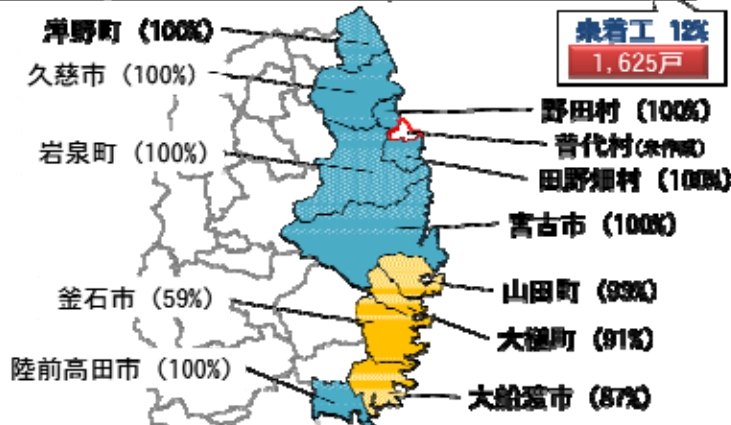 洋野町（100%）
未着工 12%
1,625戸
久慈市（100%）
野田村（100%）
普代村(未作成)
岩泉町（100%）
田野畑村（100%）
宮古市（100%）
山田町（93%）
釜石市（59%）
大槌町（91%）
陸前高田市（100%）
大船渡市（87%）